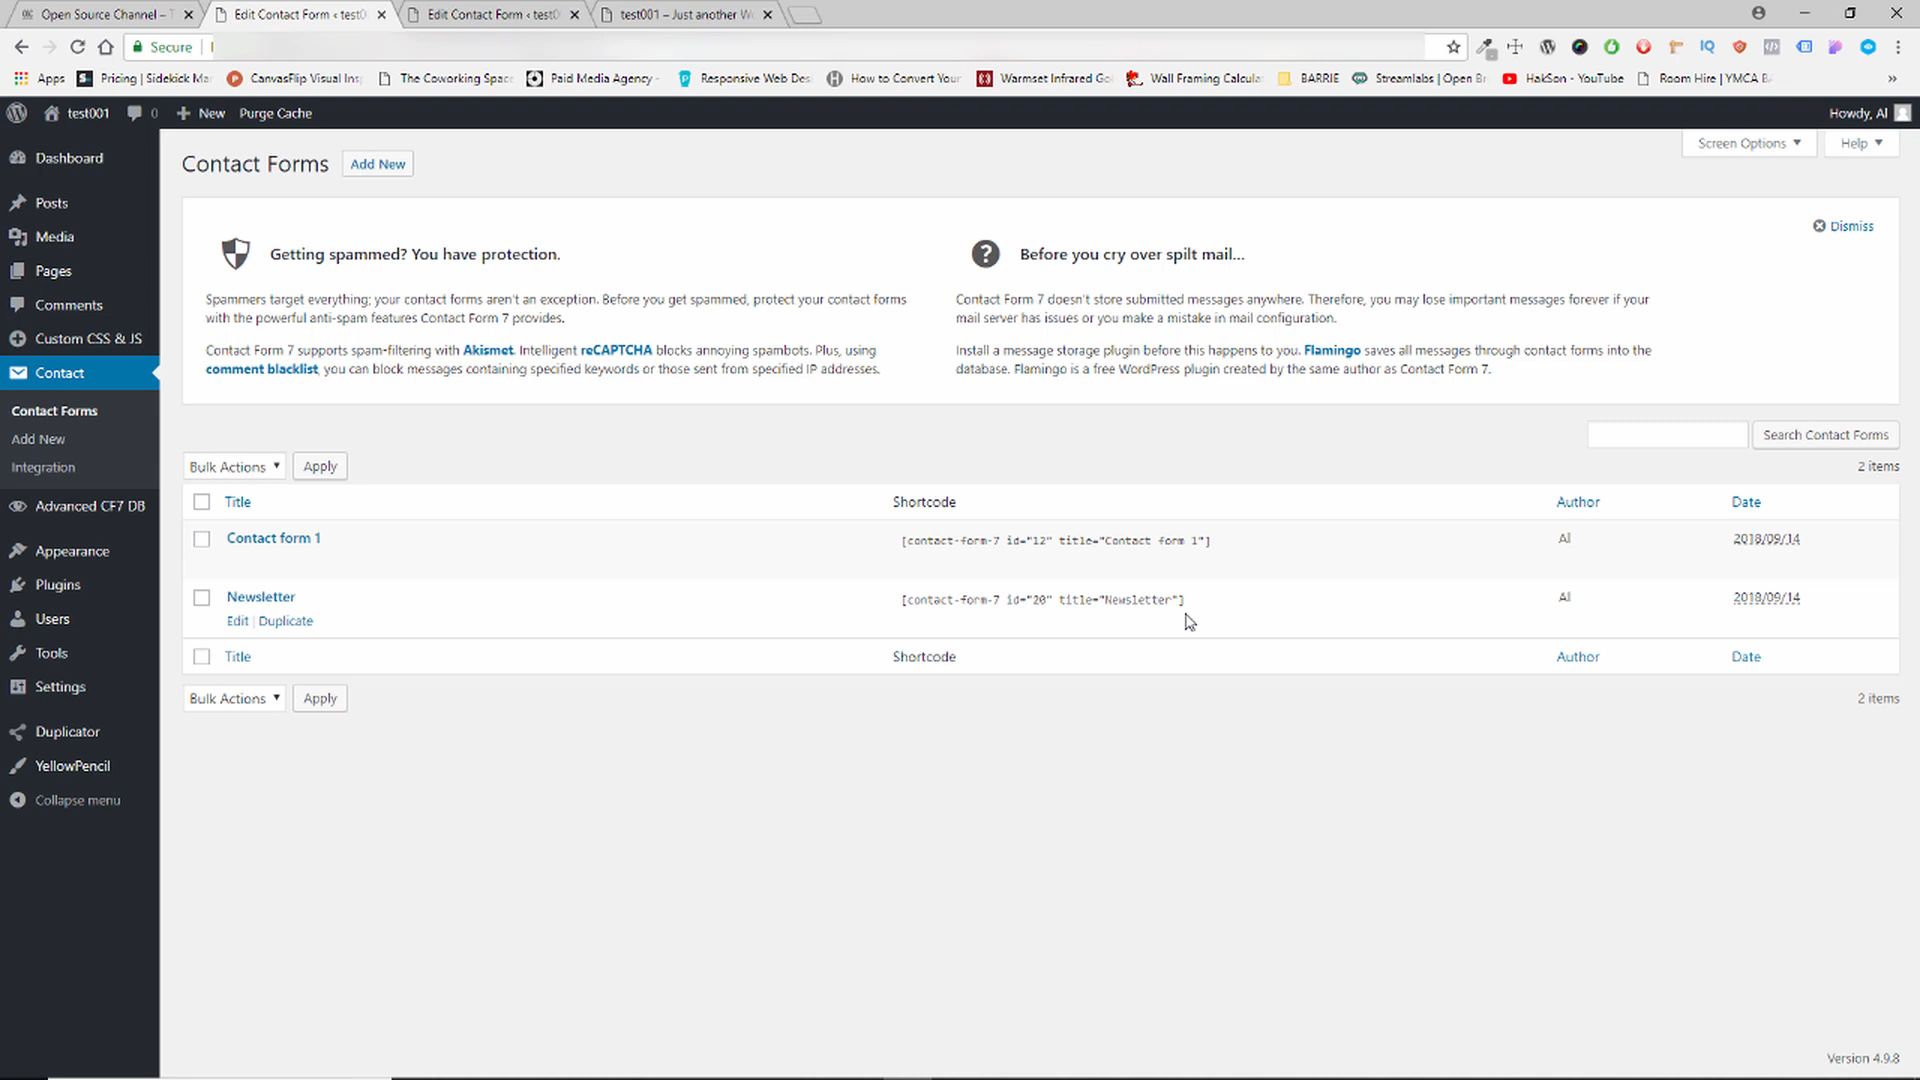 Open Source Channel – T
Edit Contact Form ‹ test0
Edit Contact Form ‹ test0
test001 – Just another W
Secure
Apps
Pricing | Sidekick Mar
CanvasFlip Visual Ins
The Coworking Space
Paid Media Agency -
Responsive Web Des
How to Convert Your
Warmset Infrared Go
Wall Framing Calcula
BARRIE
Streamlabs | Open Br
HakSon - YouTube
Room Hire | YMCA B
»
test001
0
New
Purge Cache
Howdy, Al
Dashboard
Posts
Media
Pages
Comments
Custom CSS & JS
Contact
Contact Forms
Add New
Integration
Advanced CF7 DB
Appearance
Plugins
Users
Tools
Settings
Duplicator
YellowPencil
Collapse menu
Contact Forms
Add New
Screen Options
Help
Dismiss
Getting spammed? You have protection.
Spammers target everything; your contact forms aren't an exception. Before you get spammed, protect your contact forms
with the powerful anti-spam features Contact Form 7 provides.
Contact Form 7 supports spam-filtering with Akismet. Intelligent reCAPTCHA blocks annoying spambots. Plus, using
comment blacklist, you can block messages containing specified keywords or those sent from specified IP addresses.
Before you cry over spilt mail...
Contact Form 7 doesn't store submitted messages anywhere. Therefore, you may lose important messages forever if your
mail server has issues or you make a mistake in mail configuration.
Install a message storage plugin before this happens to you. Flamingo saves all messages through contact forms into the
database. Flamingo is a free WordPress plugin created by the same author as Contact Form 7.
Search Contact Forms
Bulk Actions
Apply
2 items
Title
Shortcode
Author
Date
Contact form 1
[contact-form-7 id="12" title="Contact form 1"]
Al
2018/09/14
Newsletter
[contact-form-7 id="20" title="Newsletter"]
Al
2018/09/14
Edit | Duplicate
Title
Shortcode
Author
Date
Bulk Actions
Apply
2 items
Version 4.9.8